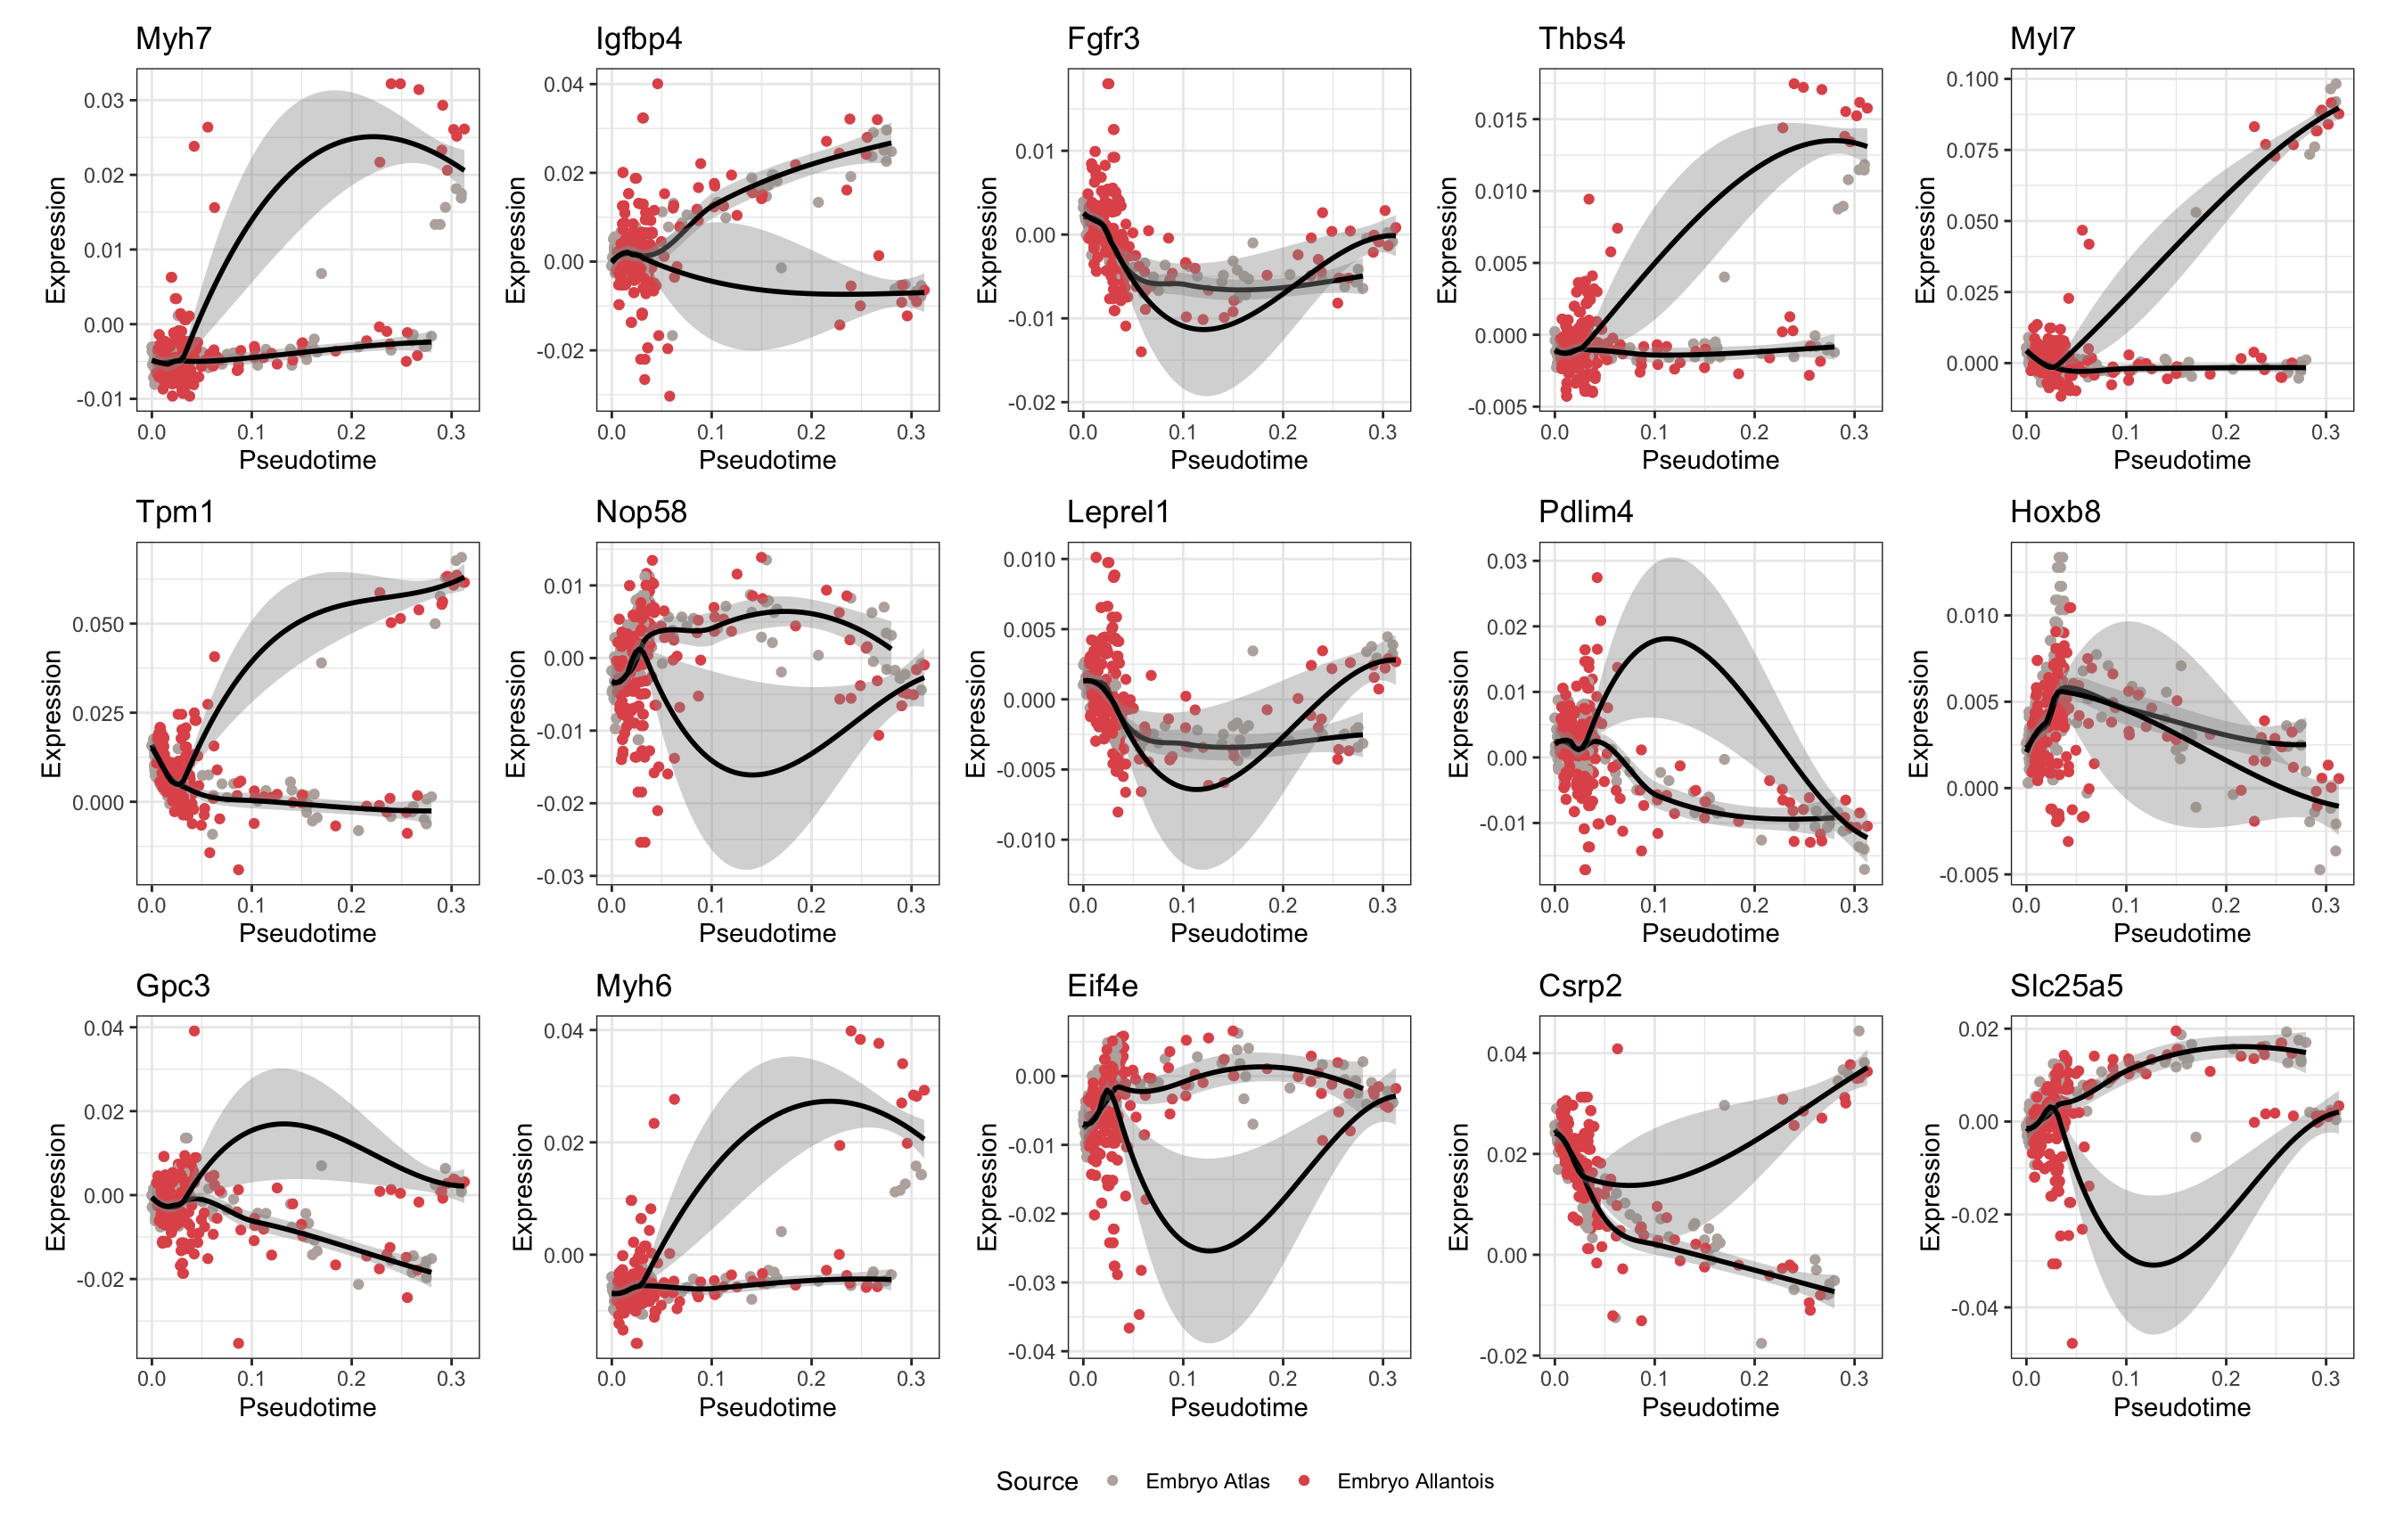 Myh7 Igfbp4 Fgfr3 Thbs4 Myl7
Expression 0.03 0.02 0.01 0.00 -0.01
Expression 0.04 0.02 0.00 -0.02
Expression 0.01 0.00 -0.01 -0.02
Expression 0.015 0.010 0.005 0.000 -0.005
Expression 0.100 0.075 0.050 0.025 0.000
0.0 0.1 0.2 0.3 0.0 0.1 0.2 0.3 0.0 0.1 0.2 0.3 0.0 0.1 0.2 0.3 0.0 0.1 0.2 0.3
Pseudotime Pseudotime Pseudotime Pseudotime Pseudotime
Tpm1 Nop58 Leprel1 Pdlim4 Hoxb8
Expression 0.050 0.025 0.000
Expression 0.01 0.00 -0.01 -0.02 -0.03
Expression 0.010 0.005 0.000 -0.005 -0.010
Expression 0.03 0.02 0.01 0.00 -0.01
Expression 0.010 0.005 0.000 -0.005
0.0 0.1 0.2 0.3 0.0 0.1 0.2 0.3 0.0 0.1 0.2 0.3 0.0 0.1 0.2 0.3 0.0 0.1 0.2 0.3
Pseudotime Pseudotime Pseudotime Pseudotime Pseudotime
Gpc3 Myh6 Eif4e Csrp2 Slc25a5
Expression 0.04 0.02 0.00 -0.02
Expression 0.04 0.02 0.00
Expression 0.00 -0.01 -0.02 -0.03 -0.04
Expression 0.04 0.02 0.00 -0.02
Expression 0.02 0.00 -0.02 -0.04
0.0 0.1 0.2 0.3 0.0 0.1 0.2 0.3 0.0 0.1 0.2 0.3 0.0 0.1 0.2 0.3 0.0 0.1 0.2 0.3
Pseudotime Pseudotime Pseudotime Pseudotime Pseudotime
Source Embryo Atlas Embryo Allantois